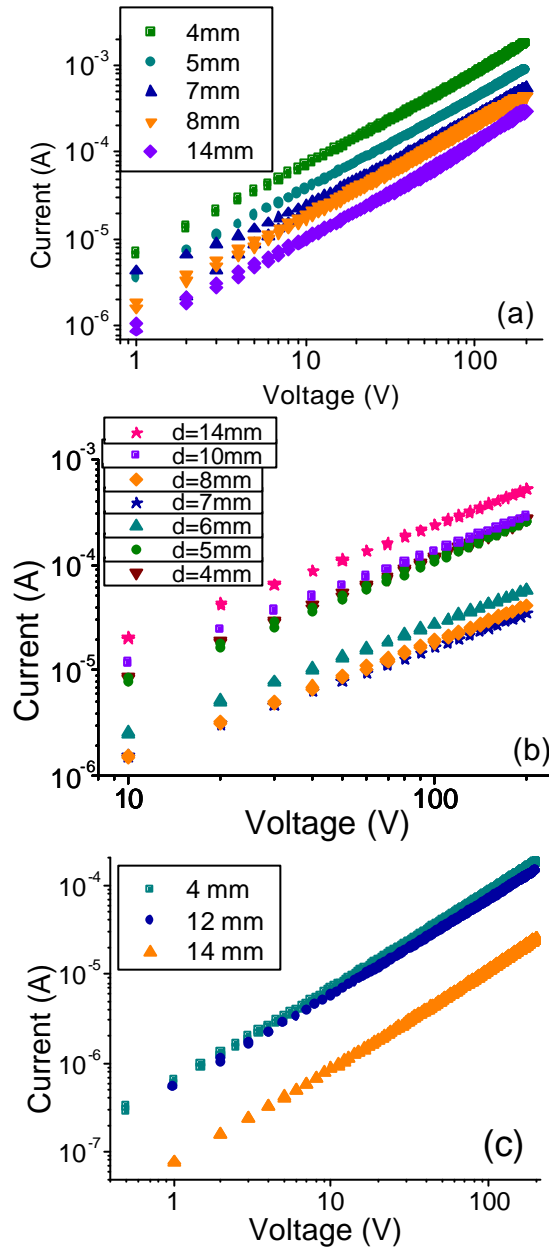 4mm
5mm
7mm
8mm
14mm
10⁻³
10⁻⁴
10⁻⁵
10⁻⁶
Current (A)
(a)
1
10
100
Voltage (V)
d=14mm
d=10mm
d=8mm
d=7mm
d=6mm
d=5mm
d=4mm
10⁻³
10⁻⁴
10⁻⁵
10⁻⁶
Current (A)
(b)
10
100
Voltage (V)
4 mm
12 mm
14 mm
10⁻⁴
10⁻⁵
10⁻⁶
10⁻⁷
Current (A)
(c)
1
10
100
Voltage (V)